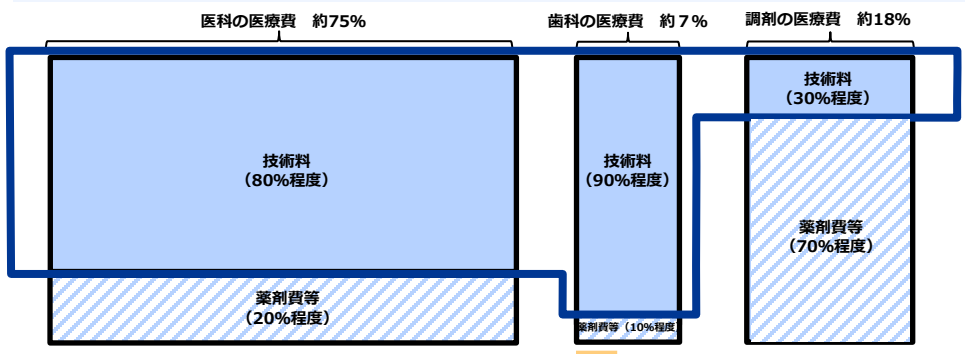 医科の医療費　約75%
歯科の医療費　約７%
調剤の医療費　約18%
技術料
（80%程度）
薬剤費等
（20%程度）
技術料
（90%程度）
薬剤費等（10%程度）
技術料
（30%程度）
薬剤費等
（70%程度）